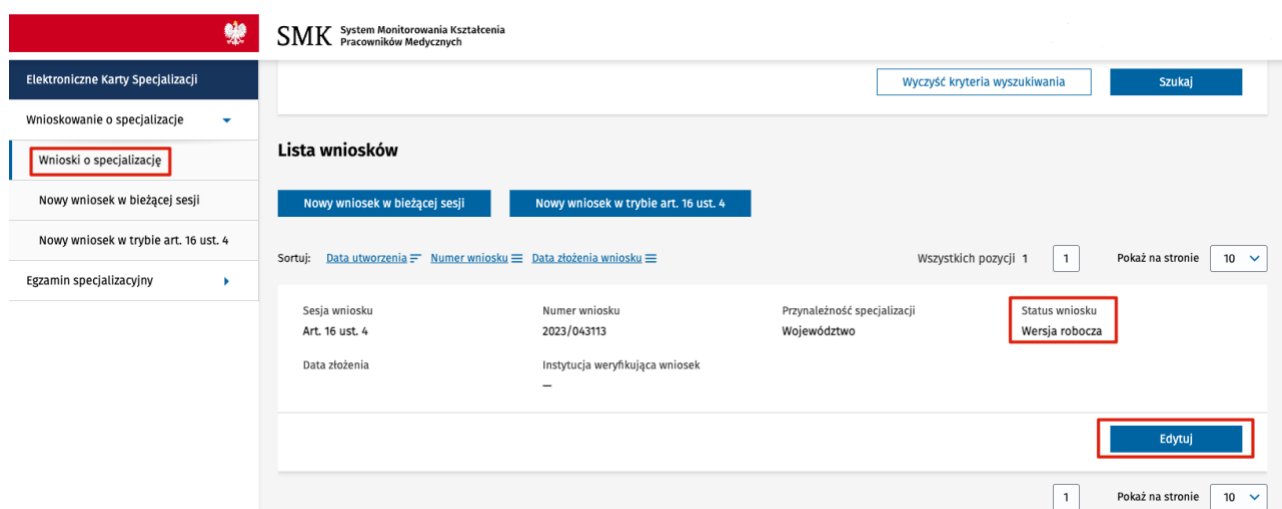 SMK System Monitorowania Kształcenia
Pracowników Medycznych
Elektroniczne Karty Specjalizacji
Wnioskowanie o specjalizacje
Wnioski o specjalizację
Nowy wniosek w bieżącej sesji
Nowy wniosek w trybie art. 16 ust. 4
Egzamin specjalizacyjny
Wyczyść kryteria wyszukiwania Szukaj
Lista wniosków
Nowy wniosek w bieżącej sesji Nowy wniosek w trybie art. 16 ust. 4
Sortuj: Data utworzenia Numer wniosku Data złożenia wniosku Wszystkich pozycji 1 1 Pokaż na stronie 10
Sesja wniosku Numer wniosku Przynależność specjalizacji Status wniosku
Art. 16 ust. 4 2023/043113 Województwo Wersja robocza
Data złożenia Instytucja weryfikująca wniosek
—
Edytuj
1 Pokaż na stronie 10